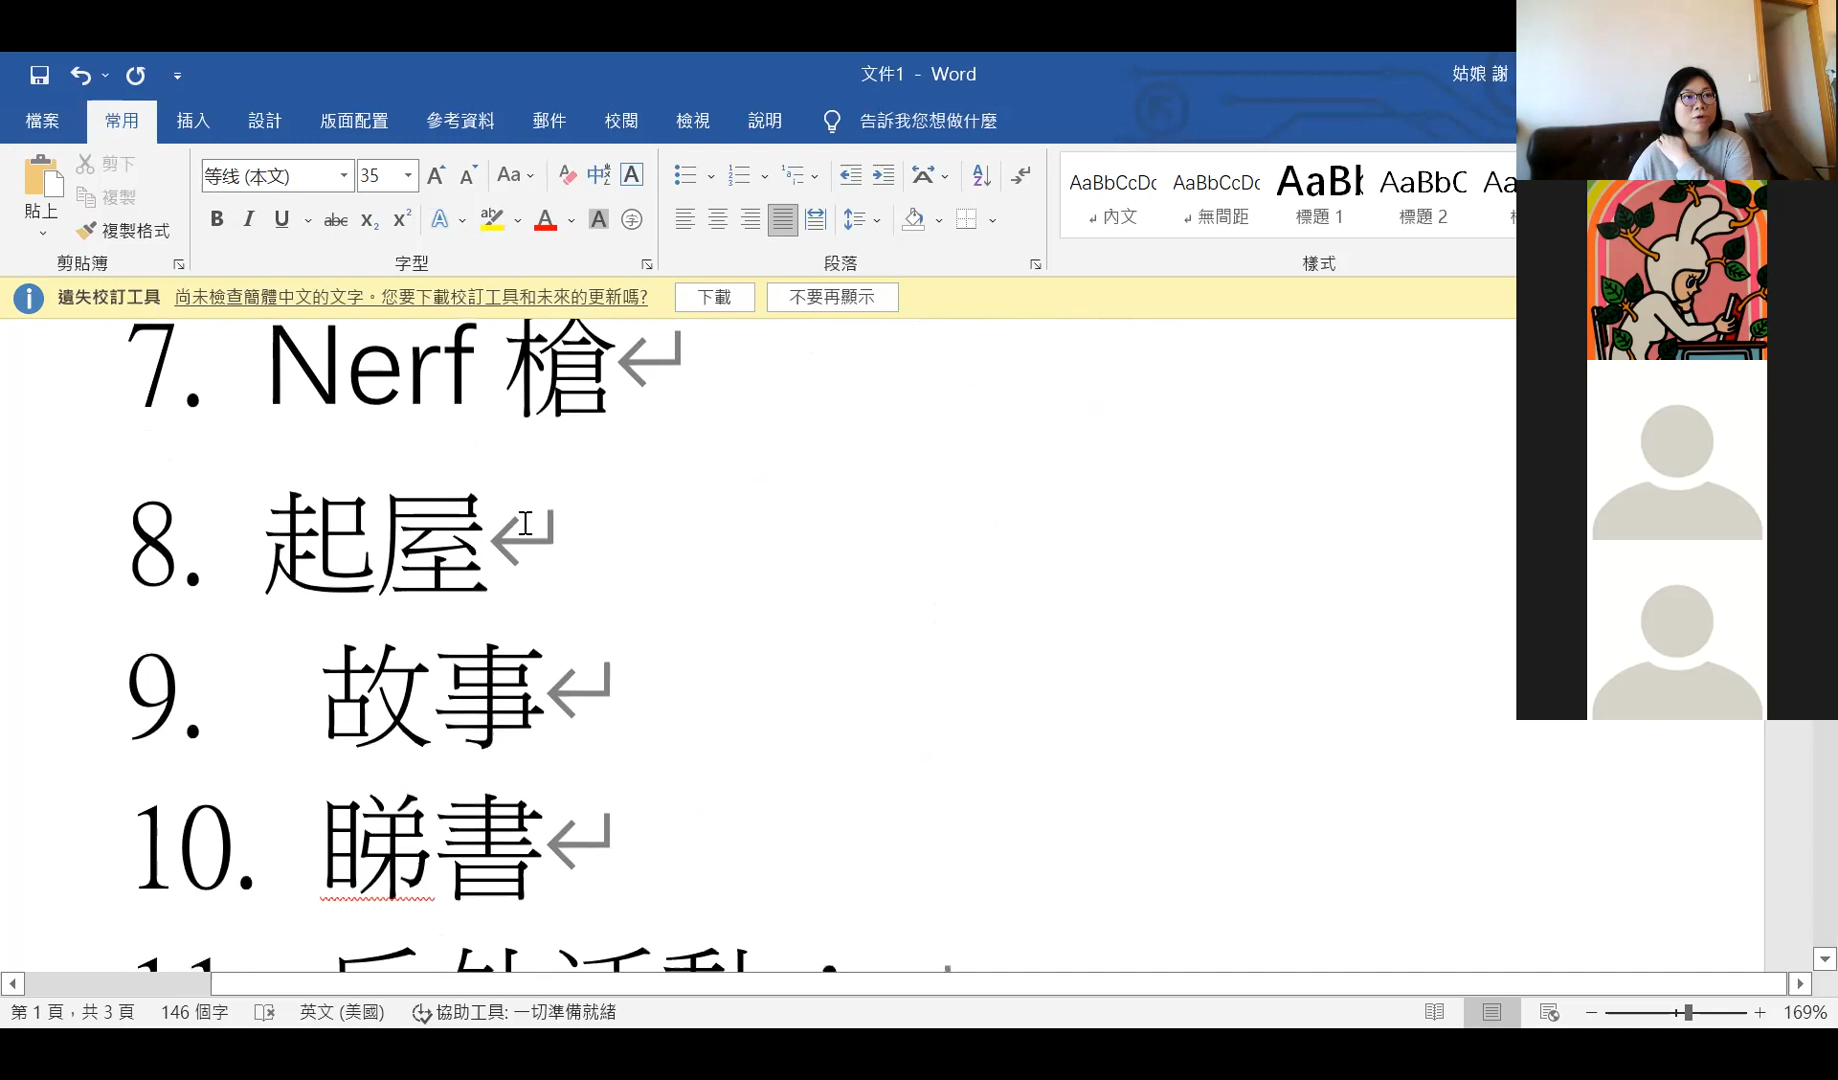 文件1 - Word
姑娘 謝
檔案 常用 插入 設計 版面配置 參考資料 郵件 校閱 檢視 說明 告訴我您想做什麼
貼上
剪下
複製
複製格式
剪貼簿
等线 (本文) 35
字型
段落
AaBbCcDc AaBbCcDc AaBb AaBbC Aa
內文 無間距 標題 1 標題 2
樣式
遺失校訂工具 尚未檢查簡體中文的文字。您要下載校訂工具和未來的更新嗎? 下載 不要再顯示
7. Nerf 槍
8. 起屋
9. 故事
10. 睇書
11. 戶外活動：
第 1 頁，共 3 頁 146 個字 英文 (美國) 協助工具: 一切準備就緒 169%